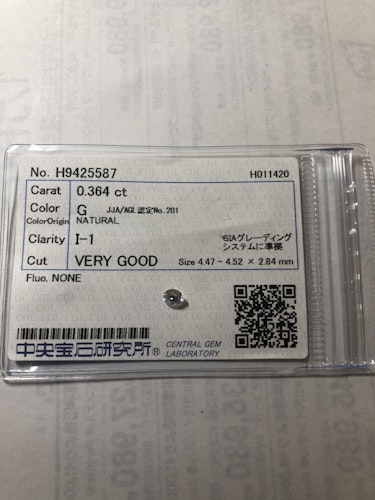 No. H9425587 H011420
Carat 0.364 ct
Color G JJA/AGL認定No.201
ColorOrigin NATURAL
Clarity I-1 GIAグレーディング
システムに準拠
Cut VERY GOOD Size 4.47 - 4.52 × 2.84 mm
Fluo. NONE
中央宝石研究所® CENTRAL GEM
LABORATORY